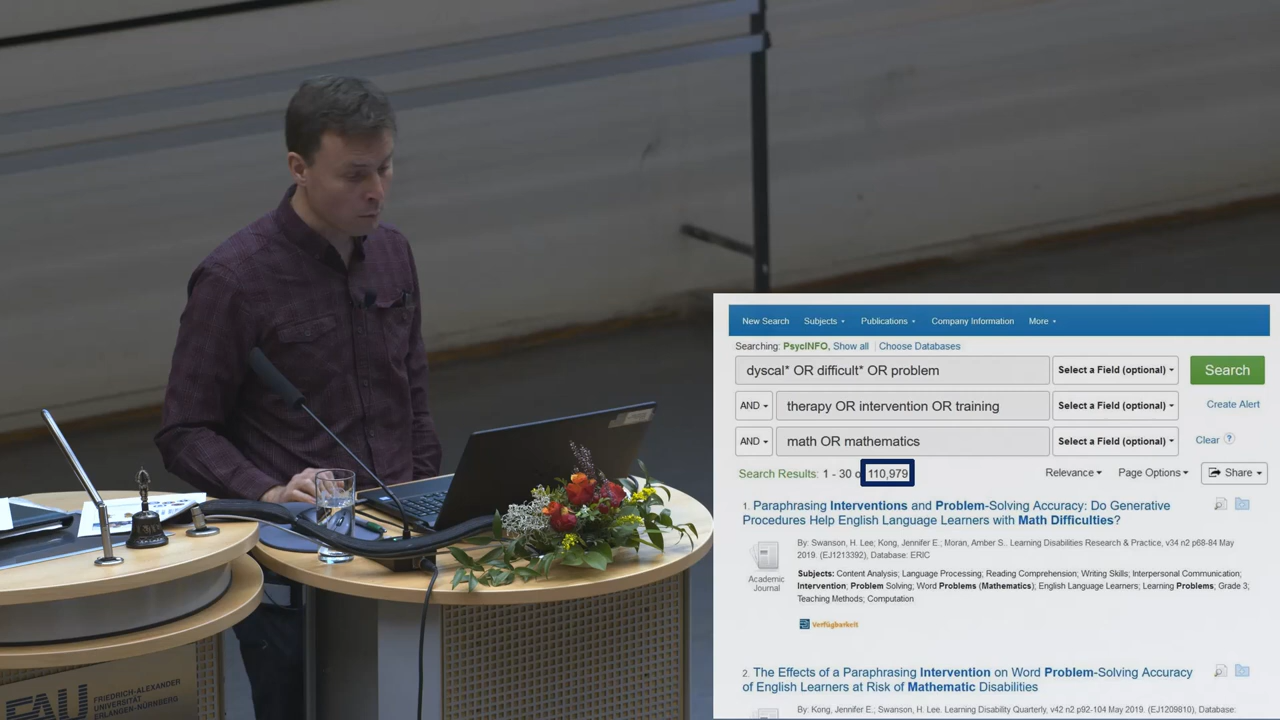 New Search Subjects Publications Company Information More
Searching: PsycINFO, Show all | Choose Databases
dyscal* OR difficult* OR problem Select a Field (optional) Search
AND therapy OR intervention OR training Select a Field (optional) Create Alert
AND math OR mathematics Select a Field (optional) Clear ?
Search Results: 1 - 30 o 110,979 Relevance Page Options Share
1. Paraphrasing Interventions and Problem-Solving Accuracy: Do Generative
Procedures Help English Language Learners with Math Difficulties?
By: Swanson, H. Lee; Kong, Jennifer E.; Moran, Amber S.. Learning Disabilities Research & Practice, v34 n2 p68-84 May
2019. (EJ1213392), Database: ERIC
Academic
Journal
Subjects: Content Analysis; Language Processing; Reading Comprehension; Writing Skills; Interpersonal Communication;
Intervention; Problem Solving; Word Problems (Mathematics); English Language Learners; Learning Problems; Grade 3;
Teaching Methods; Computation
Verfügbarkeit
2. The Effects of a Paraphrasing Intervention on Word Problem-Solving Accuracy
of English Learners at Risk of Mathematic Disabilities
By: Kong, Jennifer E.; Swanson, H. Lee. Learning Disability Quarterly, v42 n2 p92-104 May 2019. (EJ1209810), Database:
FAU
FRIEDRICH-ALEXANDER
UNIVERSITÄT
ERLANGEN-NÜRNBERG